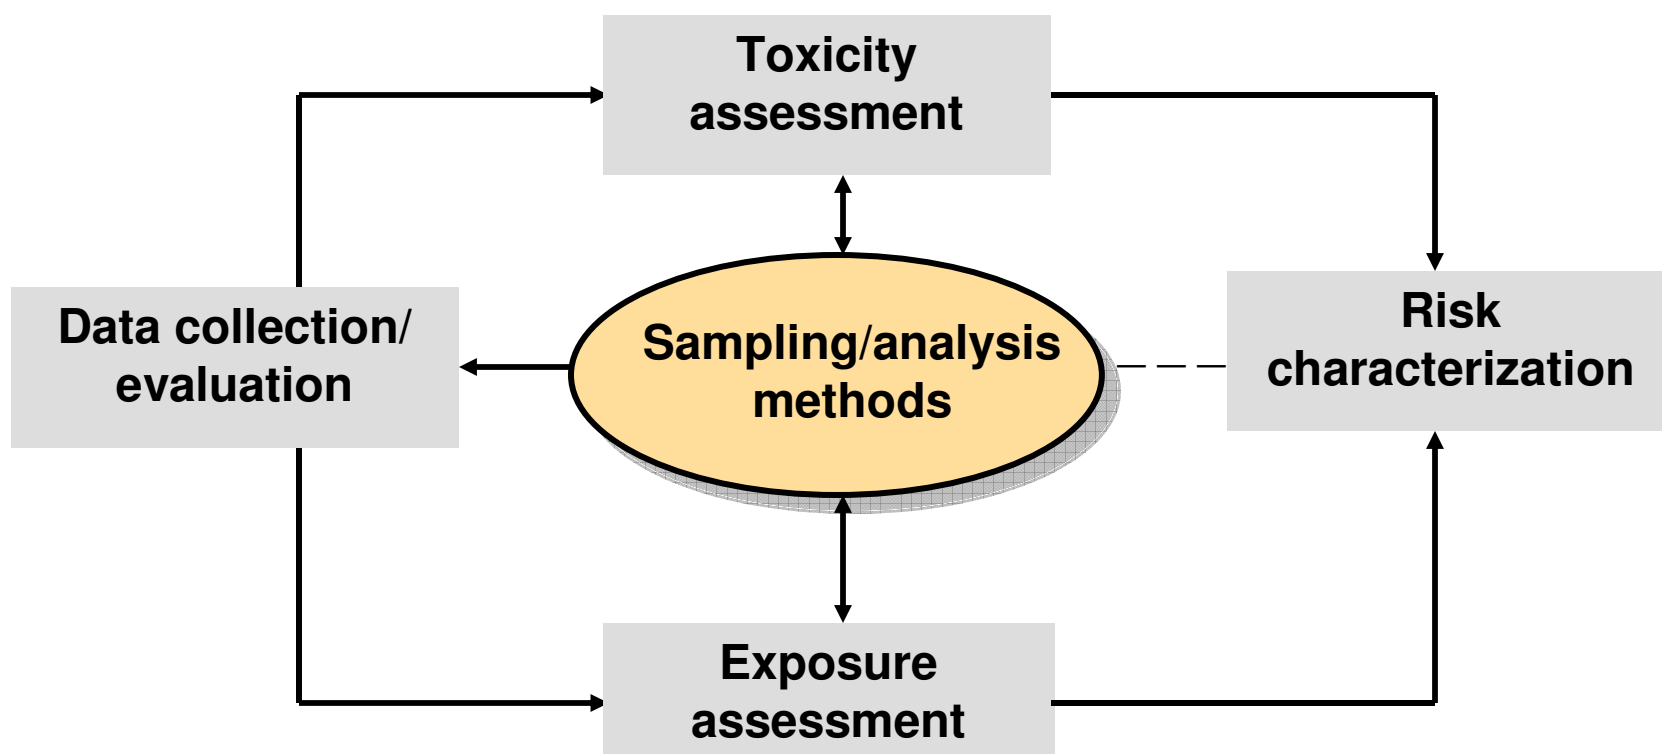 Toxicity
assessment
Data collection/
evaluation
Sampling/analysis
methods
Risk
characterization
Exposure
assessment